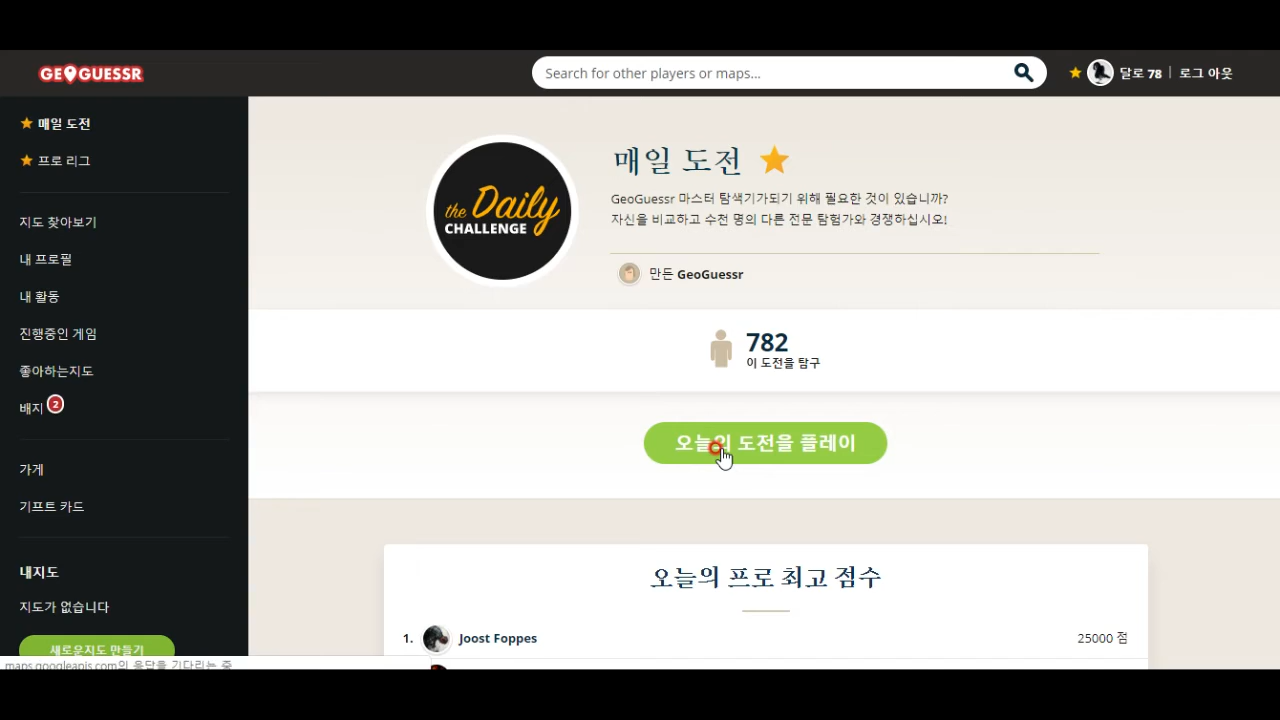 GEOGUESSR
Search for other players or maps...
달로 78 | 로그 아웃
매일 도전
프로 리그
지도 찾아보기
내 프로필
내 활동
진행중인 게임
좋아하는지도
배지 2
가게
기프트 카드
내지도
지도가 없습니다
새로운지도 만들기
maps.googleapis.com의 응답을 기다리는 중
the Daily
CHALLENGE
매일 도전
GeoGuessr 마스터 탐색기가되기 위해 필요한 것이 있습니까?
자신을 비교하고 수천 명의 다른 전문 탐험가와 경쟁하십시오!
만든 GeoGuessr
782
이 도전을 탐구
오늘의 도전을 플레이
오늘의 프로 최고 점수
1. Joost Foppes 25000 점